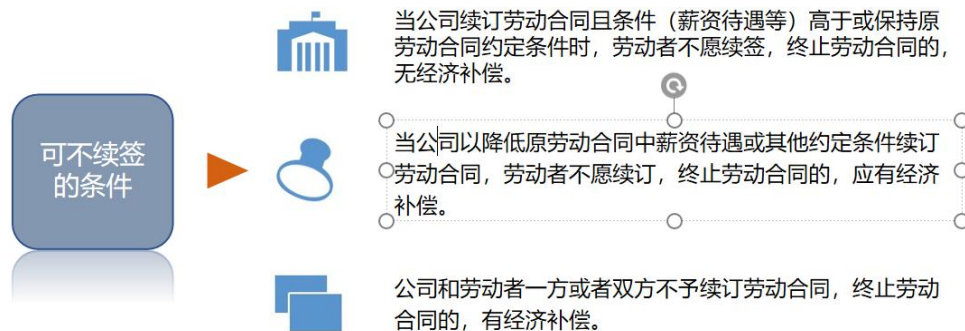 当公司续订劳动合同且条件（薪资待遇等）高于或保持原
劳动合同约定条件时，劳动者不愿续签，终止劳动合同的，
无经济补偿。
可不续签
的条件
当公司以降低原劳动合同中薪资待遇或其他约定条件续订
劳动合同，劳动者不愿续订，终止劳动合同的，应有经济
补偿。
公司和劳动者一方或者双方不予续订劳动合同，终止劳动
合同的，有经济补偿。